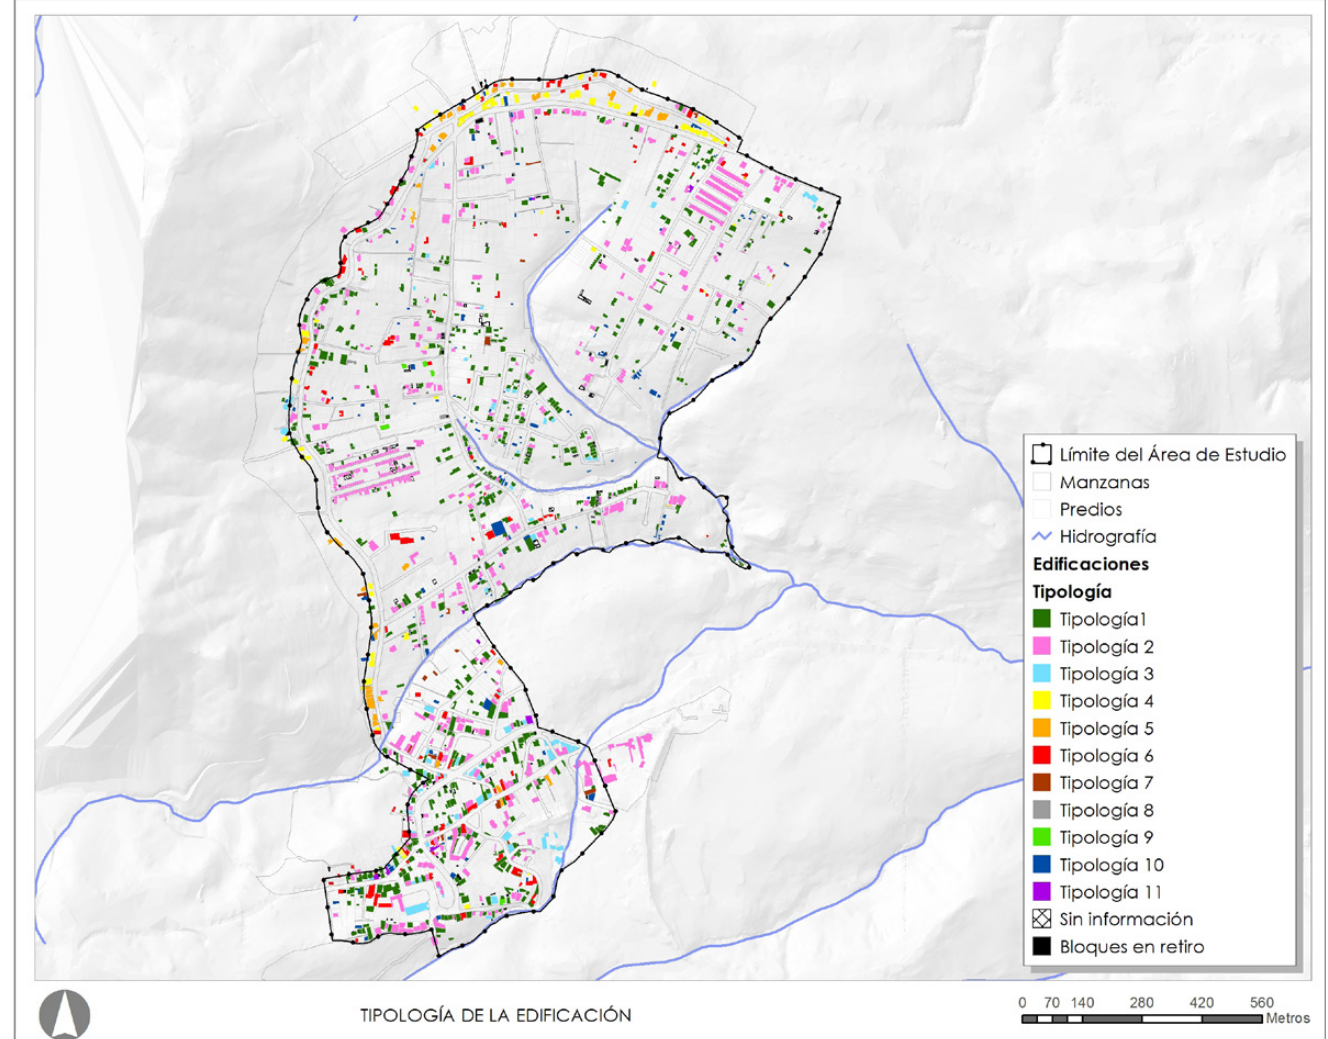 Límite del Área de Estudio
Manzanas
Predios
Hidrografía
Edificaciones
Tipología
Tipología1
Tipología 2
Tipología 3
Tipología 4
Tipología 5
Tipología 6
Tipología 7
Tipología 8
Tipología 9
Tipología 10
Tipología 11
Sin información
Bloques en retiro
TIPOLOGÍA DE LA EDIFICACIÓN
0 70 140 280 420 560
Metros